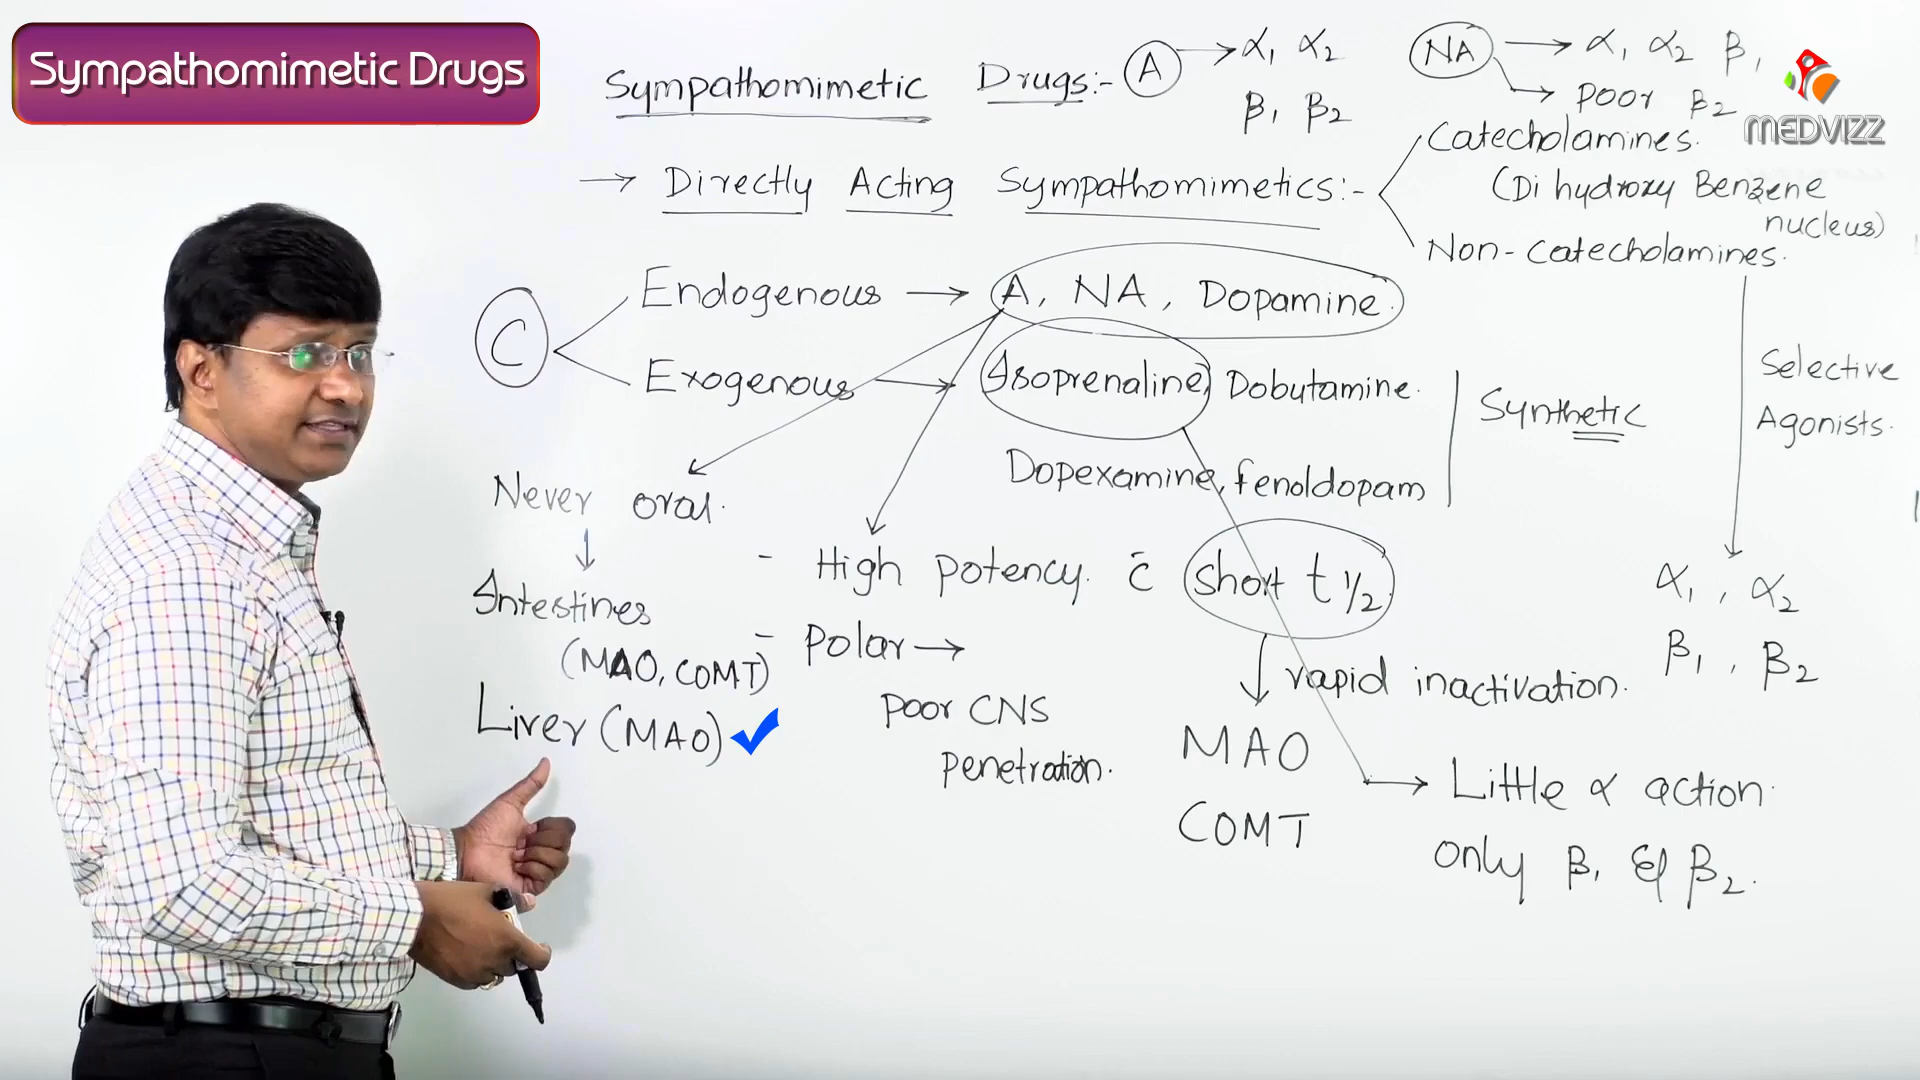 Sympathomimetic Drugs
Sympathomimetic Drugs:- A → α1 α2
β1 β2
NA → α1 α2 β1
→ poor β2
MEDVIZZ
→ Directly Acting Sympathomimetics:-
Catecholamines.
(Di hydroxy Benzene
nucleus)
Non-catecholamines.
C
Endogenous → A, NA, Dopamine.
Exogenous → Isoprenaline, Dobutamine.
Dopexamine, fenoldopam
Synthetic
Selective
Agonists.
α1, α2
β1, β2
Never oral.
↓
Intestines
(MAO, COMT)
Liver (MAO)
- High potency. c̄ short t 1/2.
- Polar →
Poor CNS
penetration.
↓ rapid inactivation.
MAO
COMT
→ Little α action.
only β1 & β2.